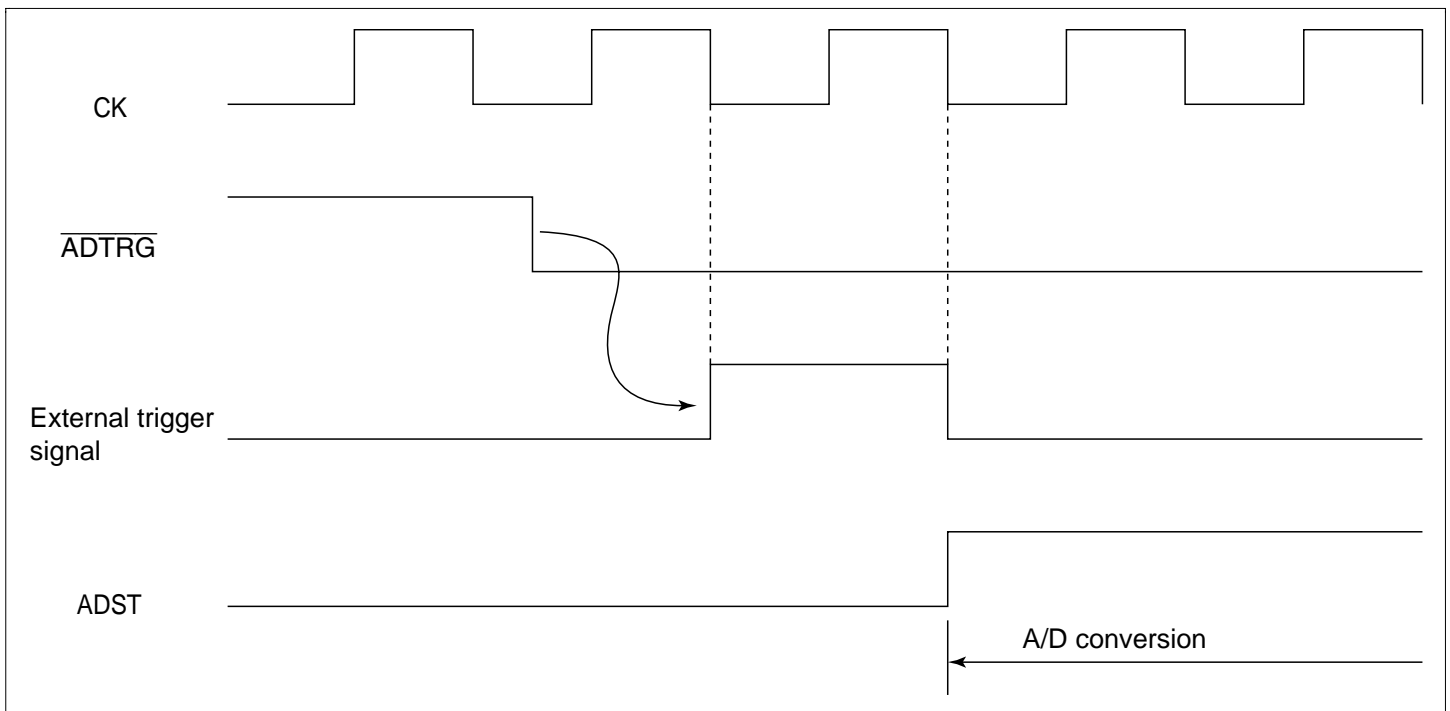 CK
ADTRG
External trigger
signal
ADST
A/D conversion